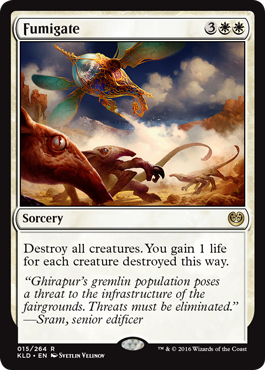 Fumigate 3
Sorcery
Destroy all creatures. You gain 1 life
for each creature destroyed this way.
“Ghirapur’s gremlin population poses
a threat to the infrastructure of the
fairgrounds. Threats must be eliminated.”
—Sram, senior edificer
015/264 R
KLD • EN Svetlin Velinov
™ & © 2016 Wizards of the Coast